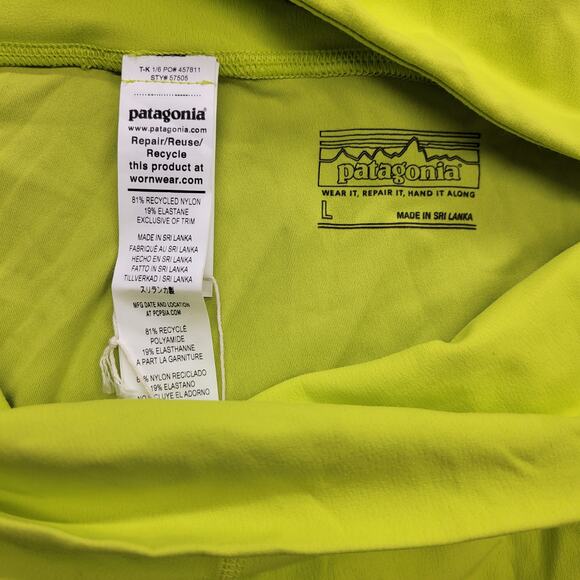 T-K 1/6 PO# 457811
STY# 57505
patagonia®
www.patagonia.com
Repair/Reuse/
Recycle
this product at
wornwear.com
81% RECYCLED NYLON
19% ELASTANE
EXCLUSIVE OF TRIM
MADE IN SRI LANKA
FABRIQUÉ AU SRI LANKA
HECHO EN SRI LANKA
FATTO IN SRI LANKA
TILLVERKAD I SRI LANKA
スリランカ製
MFG DATE AND LOCATION
AT PCPSIA.COM
81% RECYCLÉ
POLYAMIDE
19% ELASTHANNE
A PART LA GARNITURE
NYLON RECICLADO
19% ELASTANO
EL ADORNO
patagonia
WEAR IT, REPAIR IT, HAND IT ALONG
L
MADE IN SRI LANKA